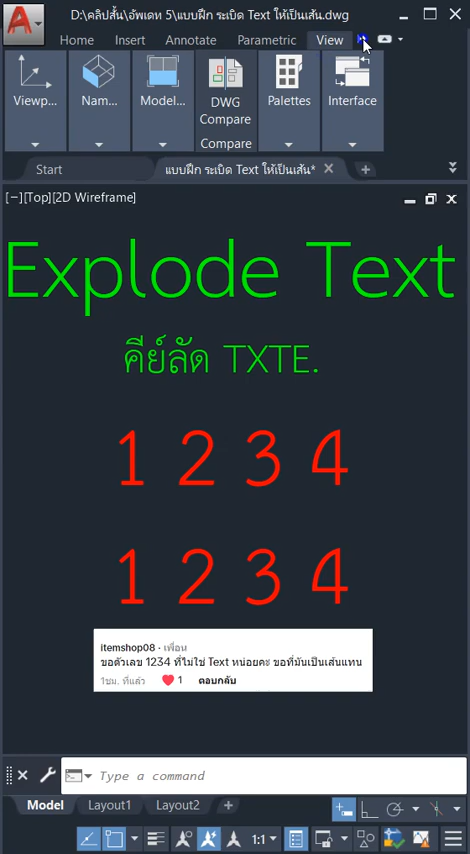 D:\คลิปสั้น\อัพเดท 5\แบบฝึก ระเบิด Text ให้เป็นเส้น.dwg
Home Insert Annotate Parametric View
Viewp... Nam... Model... DWG Compare Palettes Interface
Compare
Start แบบฝึก ระเบิด Text ให้เป็นเส้น*
[−][Top][2D Wireframe]
Explode Text
คีย์ลัด TXTE.
1 2 3 4
1 2 3 4
itemshop08 · เพื่อน
ขอตัวเลข 1234 ที่ไม่ใช่ Text หน่อยคะ ขอที่มันเป็นเส้นแทน
1ชม. ที่แล้ว 1 ตอบกลับ
Type a command
Model Layout1 Layout2
1:1